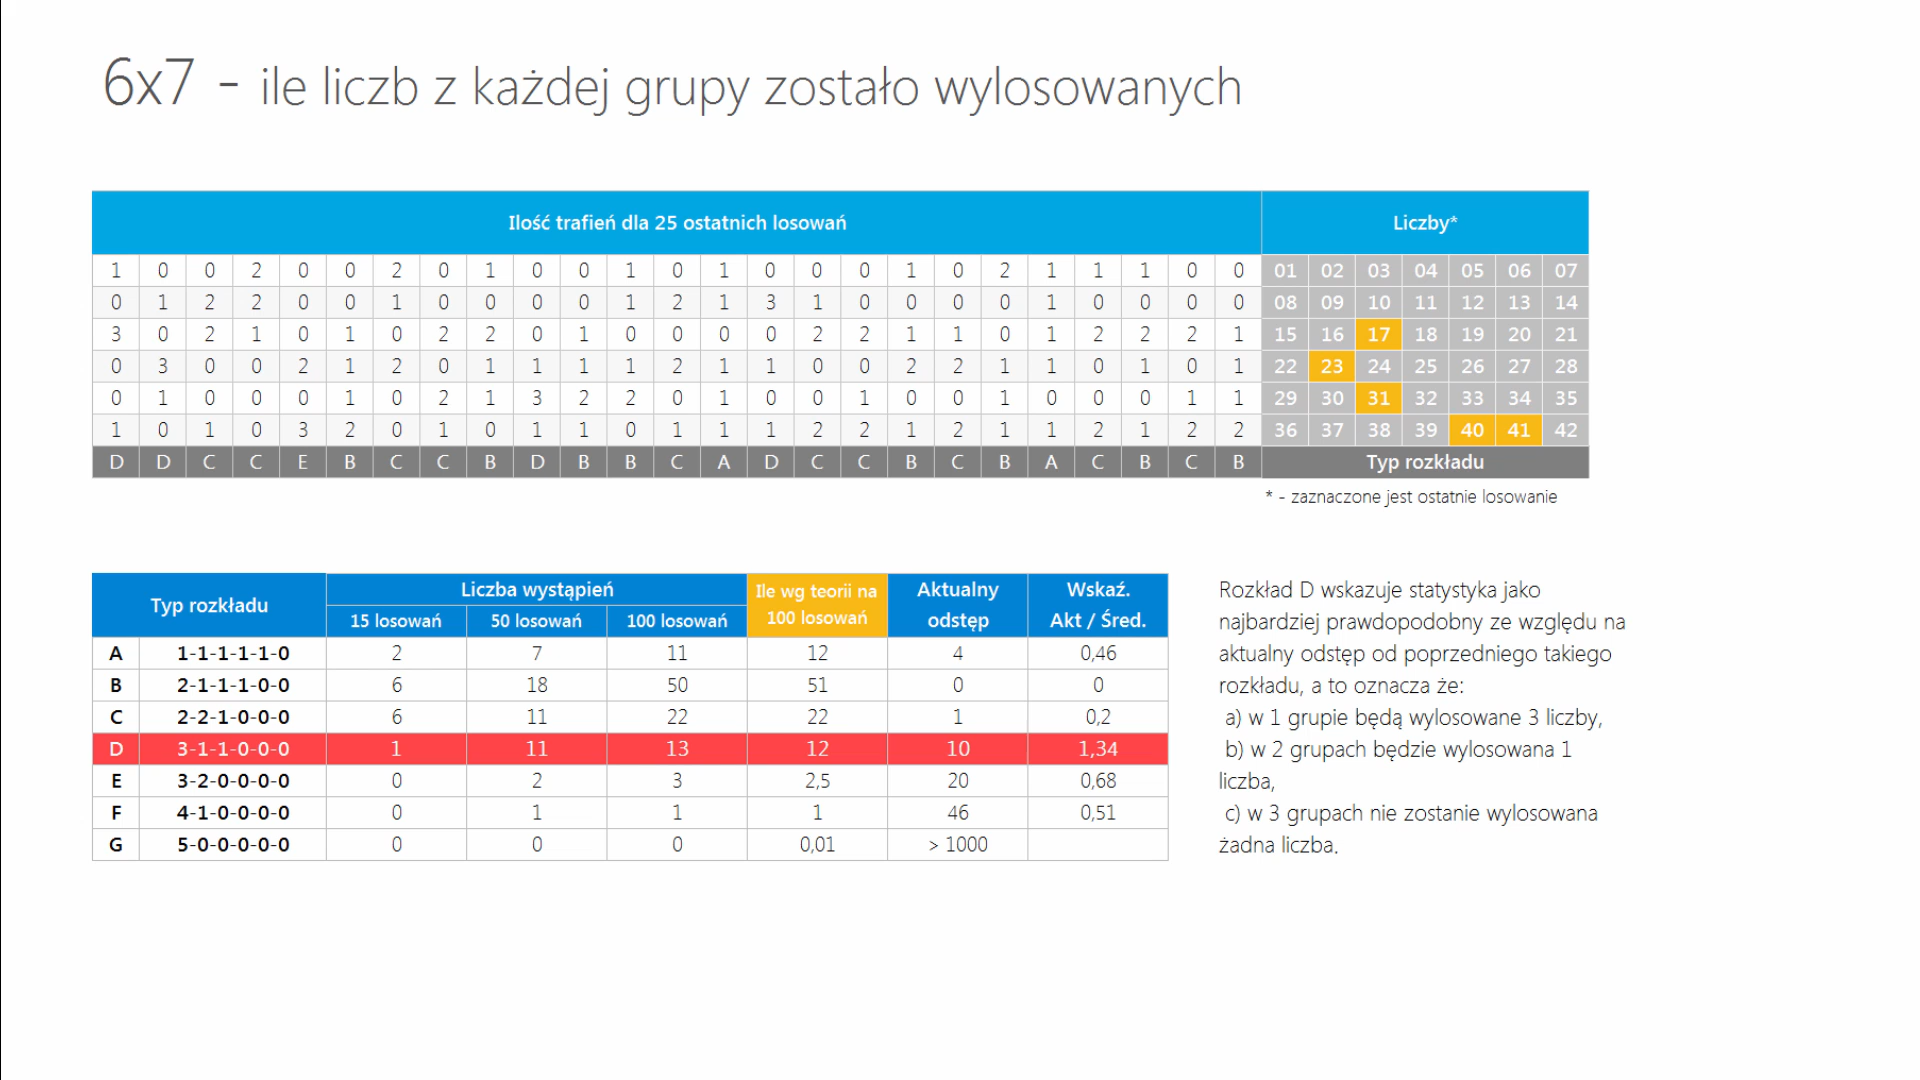 6x7 - ile liczb z każdej grupy zostało wylosowanych
Ilość trafień dla 25 ostatnich losowań Liczby*
1 0 0 2 0 0 2 0 1 0 0 1 0 1 0 0 0 1 0 2 1 1 1 0 0 01 02 03 04 05 06 07
0 1 2 2 0 0 1 0 0 0 0 1 2 1 3 1 0 0 0 0 1 0 0 0 0 08 09 10 11 12 13 14
3 0 2 1 0 1 0 2 2 0 1 0 0 0 0 2 2 1 1 0 1 2 2 2 1 15 16 17 18 19 20 21
0 3 0 0 2 1 2 0 1 1 1 1 2 1 1 0 0 2 2 1 1 0 1 0 1 22 23 24 25 26 27 28
0 1 0 0 0 1 0 2 1 3 2 2 0 1 0 0 1 0 0 1 0 0 0 1 1 29 30 31 32 33 34 35
1 0 1 0 3 2 0 1 0 1 1 0 1 1 1 2 2 1 2 1 1 2 1 2 2 36 37 38 39 40 41 42
D D C C E B C C B D B B C A D C C B C B A C B C B Typ rozkładu
* - zaznaczone jest ostatnie losowanie
Typ rozkładu Liczba wystąpień Ile wg teorii na 100 losowań Aktualny odstęp Wskaź. Akt / Śred.
15 losowań 50 losowań 100 losowań
A 1-1-1-1-1-0 2 7 11 12 4 0,46
B 2-1-1-1-0-0 6 18 50 51 0 0
C 2-2-1-0-0-0 6 11 22 22 1 0,2
D 3-1-1-0-0-0 1 11 13 12 10 1,34
E 3-2-0-0-0-0 0 2 3 2,5 20 0,68
F 4-1-0-0-0-0 0 1 1 1 46 0,51
G 5-0-0-0-0-0 0 0 0 0,01 > 1000
Rozkład D wskazuje statystyka jako
najbardziej prawdopodobny ze względu na
aktualny odstęp od poprzedniego takiego
rozkładu, a to oznacza że:
a) w 1 grupie będą wylosowane 3 liczby,
b) w 2 grupach będzie wylosowana 1
liczba,
c) w 3 grupach nie zostanie wylosowana
żadna liczba.